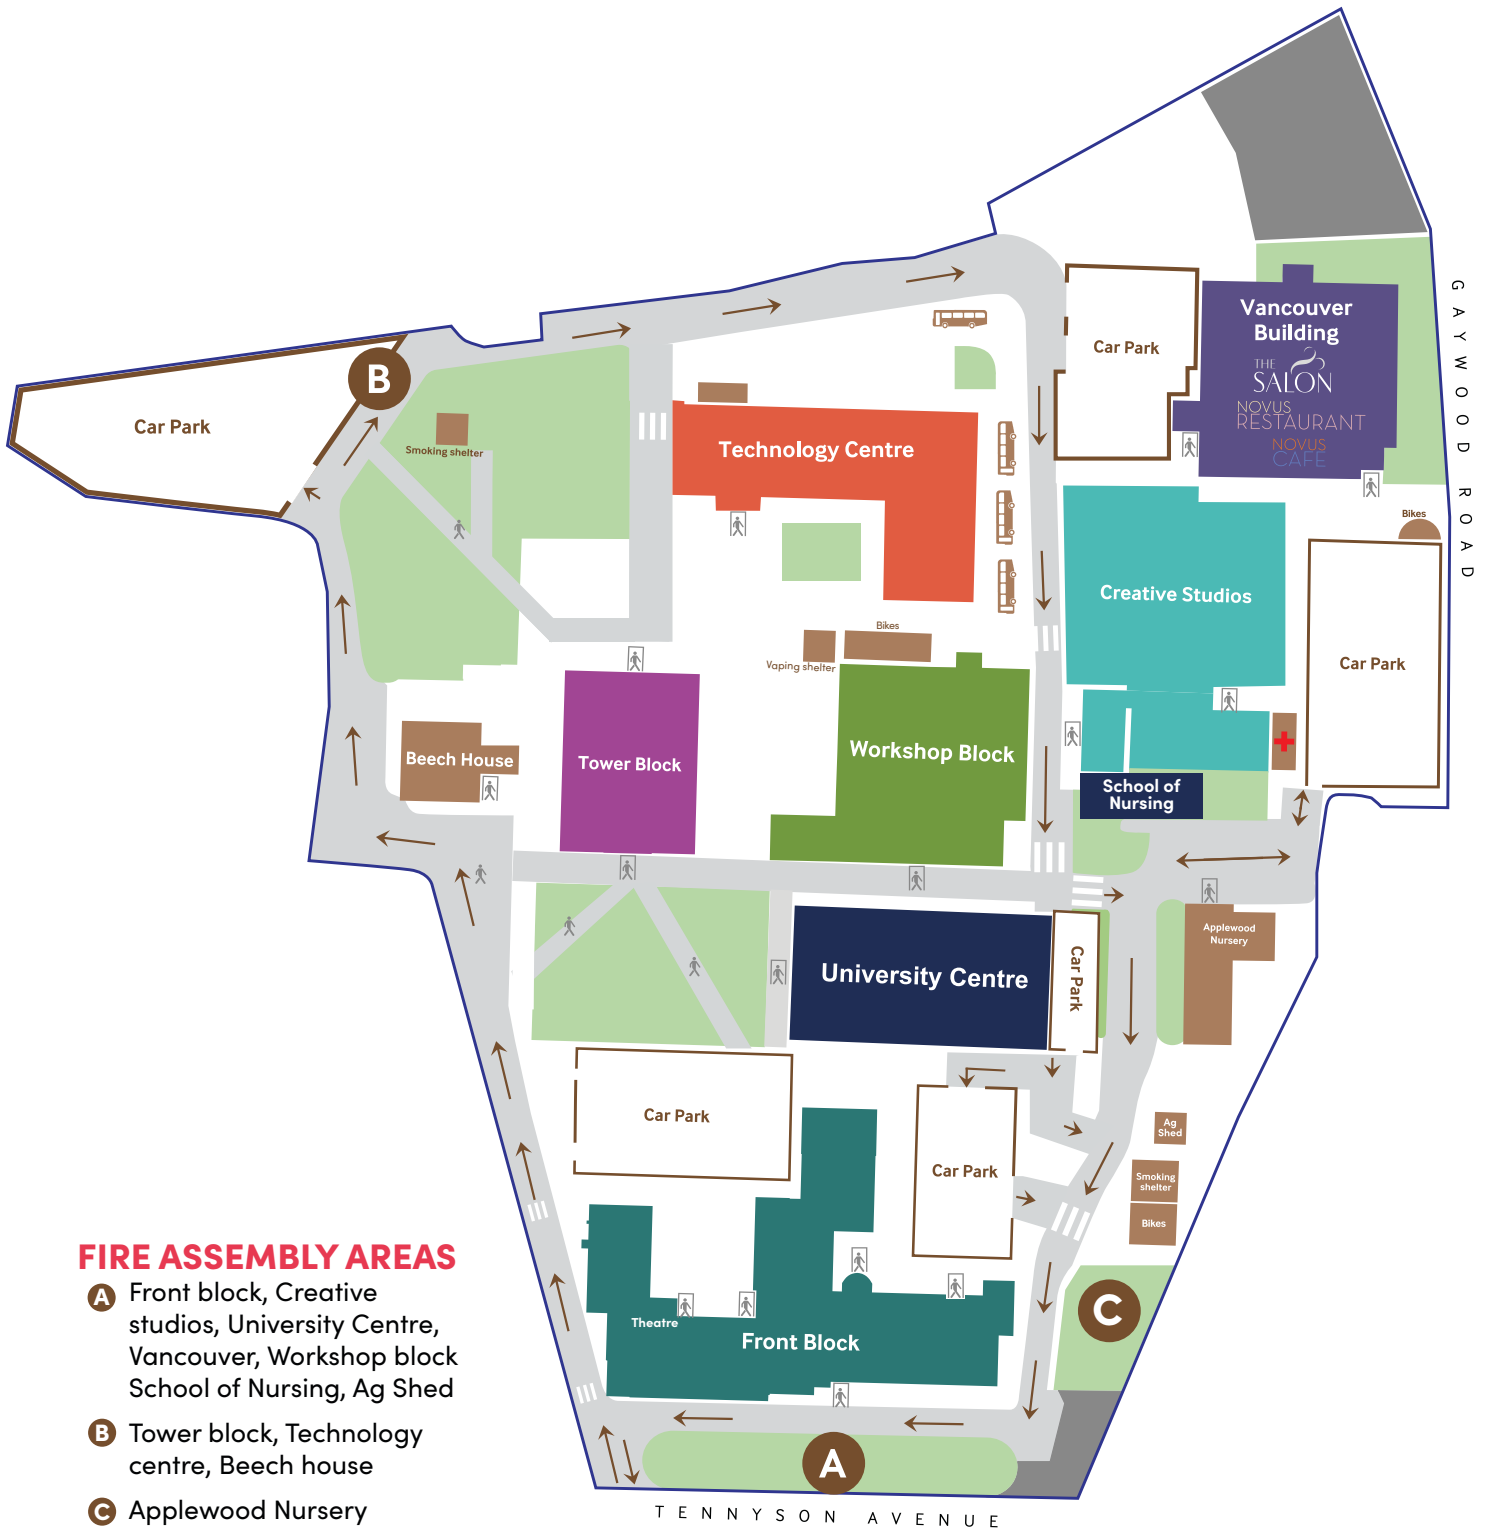 Vancouver
Building
THE
SALON
NOVUS
RESTAURANT
NOVUS
CAFE
GAYWOOD ROAD
Car Park
B
Car Park
Smoking shelter
Technology Centre
Bikes
Creative Studios
Car Park
Bikes
Vaping shelter
Beech House
Tower Block
Workshop Block
School of
Nursing
Applewood
Nursery
University Centre
Car Park
Car Park
Car Park
Ag
Shed
Smoking
shelter
Bikes
Theatre
Front Block
C
A
TENNYSON AVENUE
FIRE ASSEMBLY AREAS
A Front block, Creative
studios, University Centre,
Vancouver, Workshop block
School of Nursing, Ag Shed
B Tower block, Technology
centre, Beech house
C Applewood Nursery